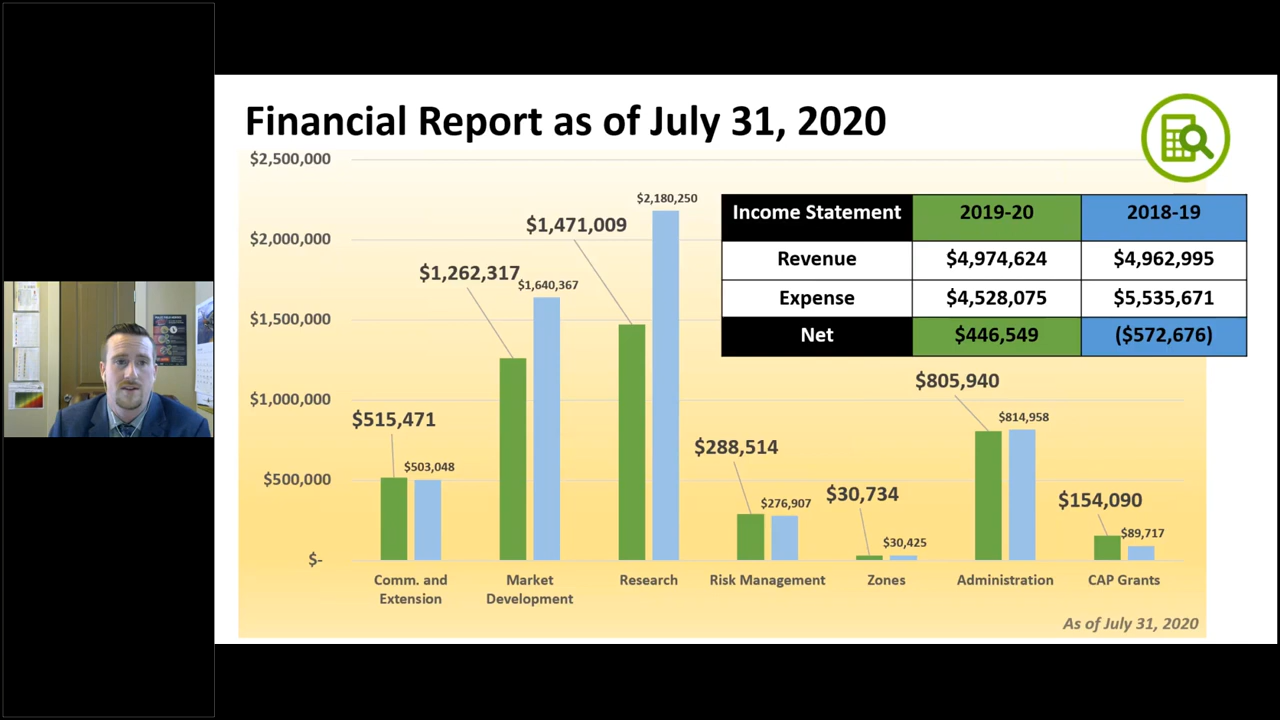 Financial Report as of July 31, 2020
$2,500,000
$2,000,000
$1,500,000
$1,000,000
$500,000
$-
$515,471
$503,048
$1,262,317
$1,640,367
$1,471,009
$2,180,250
$288,514
$276,907
$30,734
$30,425
$805,940
$814,958
$154,090
$89,717
Comm. and
Extension
Market
Development
Research
Risk Management
Zones
Administration
CAP Grants
Income Statement 2019-20 2018-19
Revenue $4,974,624 $4,962,995
Expense $4,528,075 $5,535,671
Net $446,549 ($572,676)
As of July 31, 2020